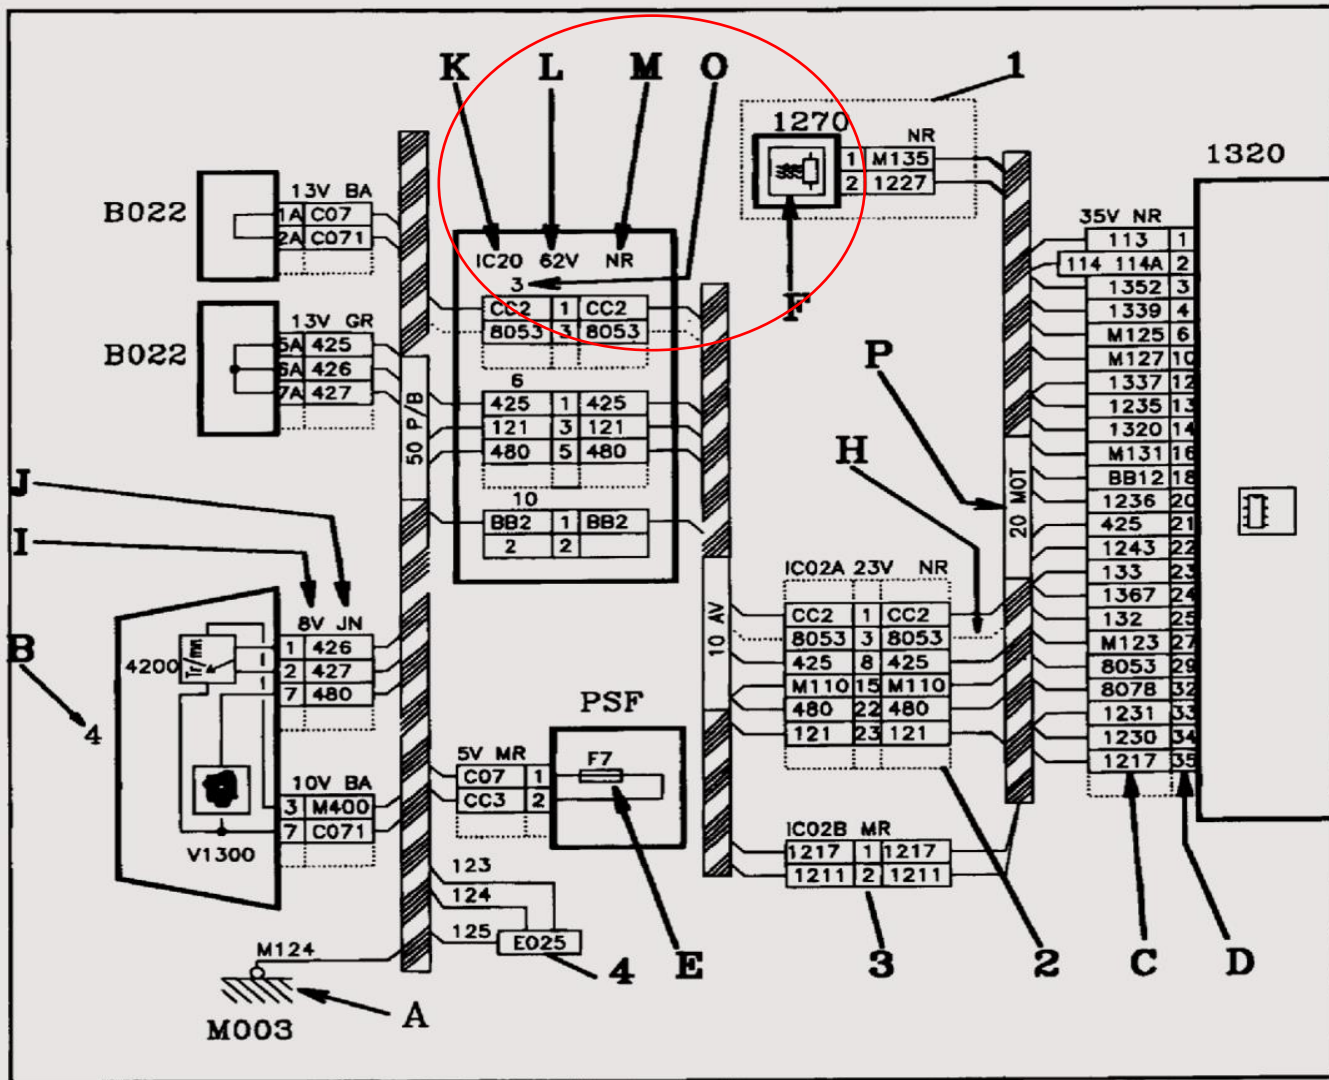 K L M O 1
1270 NR
1 M135
2 1227
1320
B022
13V BA
1A C07
2A C071
IC20 62V NR
3
CC2 1 CC2
8053 3 8053
F
35V NR
113 1
114 114A 2
1352 3
1339 4
M125 6
M127 10
1337 12
1235 13
1320 14
M131 16
BB12 18
1236 20
425 21
1243 22
133 23
1367 24
132 25
M123 27
8053 29
8078 32
1231 33
1230 34
1217 35
B022
13V GR
5A 425
6A 426
7A 427
50 P/B
6
425 1 425
121 3 121
480 5 480
10
BB2 1 BB2
2 2
P
H
20 MOT
J
I
8V JN
1 426
2 427
7 480
4200
Tr/mn
B
4
10V BA
3 M400
7 C071
V1300
10 AV
IC02A 23V NR
CC2 1 CC2
8053 3 8053
425 8 425
M110 15 M110
480 22 480
121 23 121
PSF
5V MR
C07 1
CC3 2
F7
IC02B MR
1217 1 1217
1211 2 1211
123
124
125
E025
4 E 3 2 C D
M124
M003
A